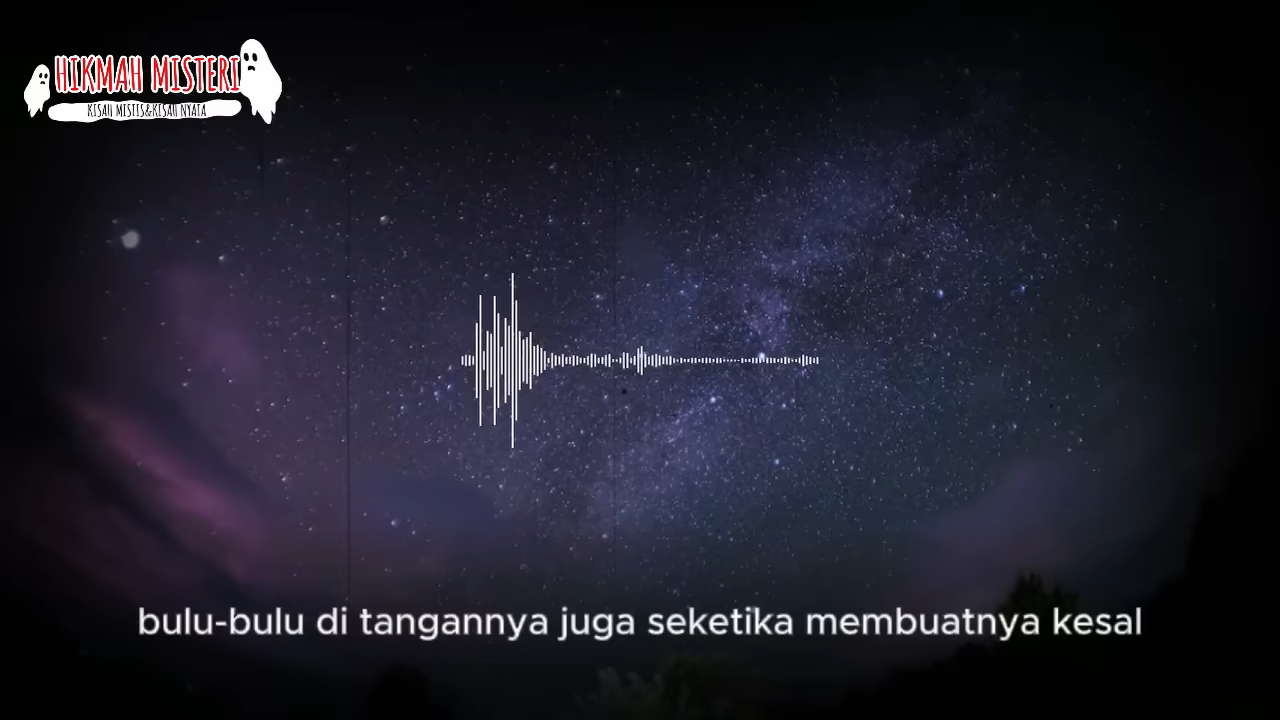 HIKMAH MISTERI
KISAH MISTIS&KISAH NYATA
bulu-bulu di tangannya juga seketika membuatnya kesal